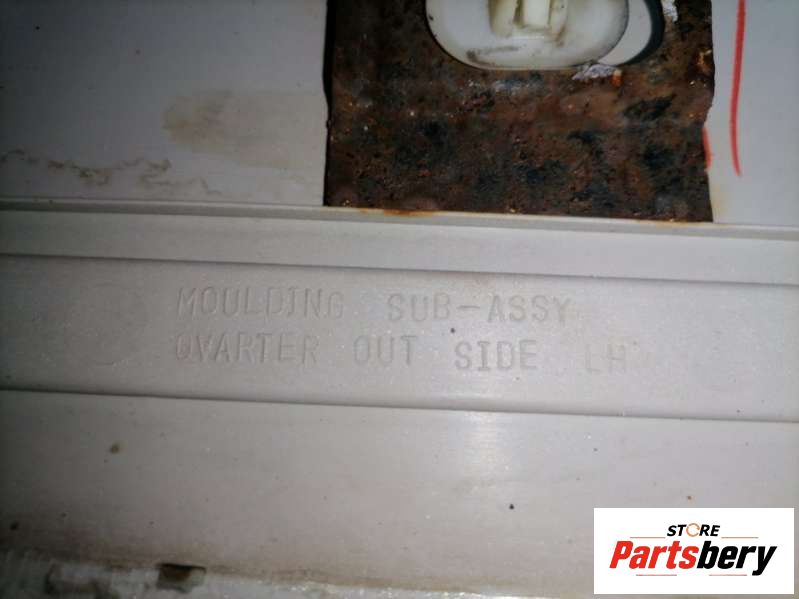 MOULDING SUB-ASSY
QVARTER OUT SIDE LH
STORE
Partsbery